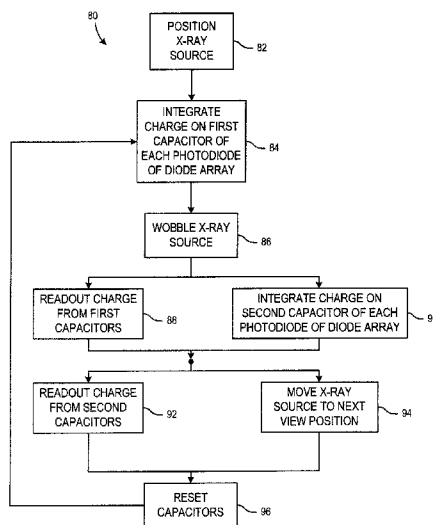 80
POSITION
X-RAY
SOURCE
82
INTEGRATE
CHARGE ON FIRST
CAPACITOR OF
EACH PHOTODIODE
OF DIODE ARRAY
84
WOBBLE X-RAY
SOURCE
86
READOUT CHARGE
FROM FIRST
CAPACITORS
88
INTEGRATE CHARGE ON
SECOND CAPACITOR OF EACH
PHOTODIODE OF DIODE ARRAY
9
READOUT CHARGE
FROM SECOND
CAPACITORS
92
MOVE X-RAY
SOURCE TO NEXT
VIEW POSITION
94
RESET
CAPACITORS
96